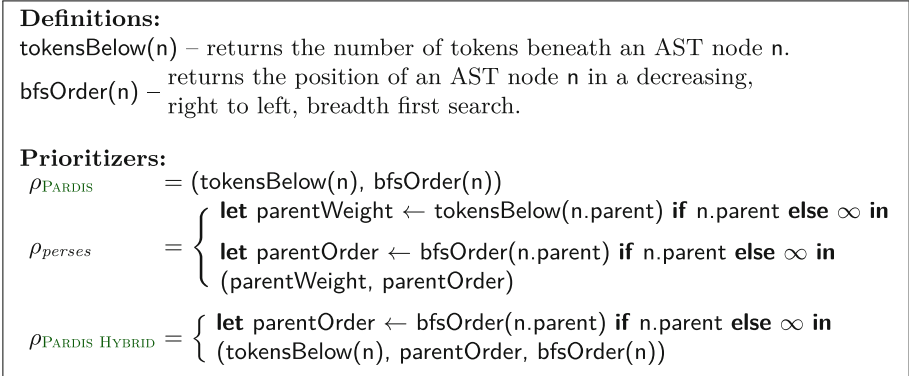 Definitions:
tokensBelow(n) – returns the number of tokens beneath an AST node n.
bfsOrder(n) – returns the position of an AST node n in a decreasing,
right to left, breadth first search.
Prioritizers:
ρPARDIS = (tokensBelow(n), bfsOrder(n))
let parentWeight ← tokensBelow(n.parent) if n.parent else ∞ in
ρperses = { let parentOrder ← bfsOrder(n.parent) if n.parent else ∞ in
(parentWeight, parentOrder)
let parentOrder ← bfsOrder(n.parent) if n.parent else ∞ in
ρPARDIS HYBRID = { (tokensBelow(n), parentOrder, bfsOrder(n))